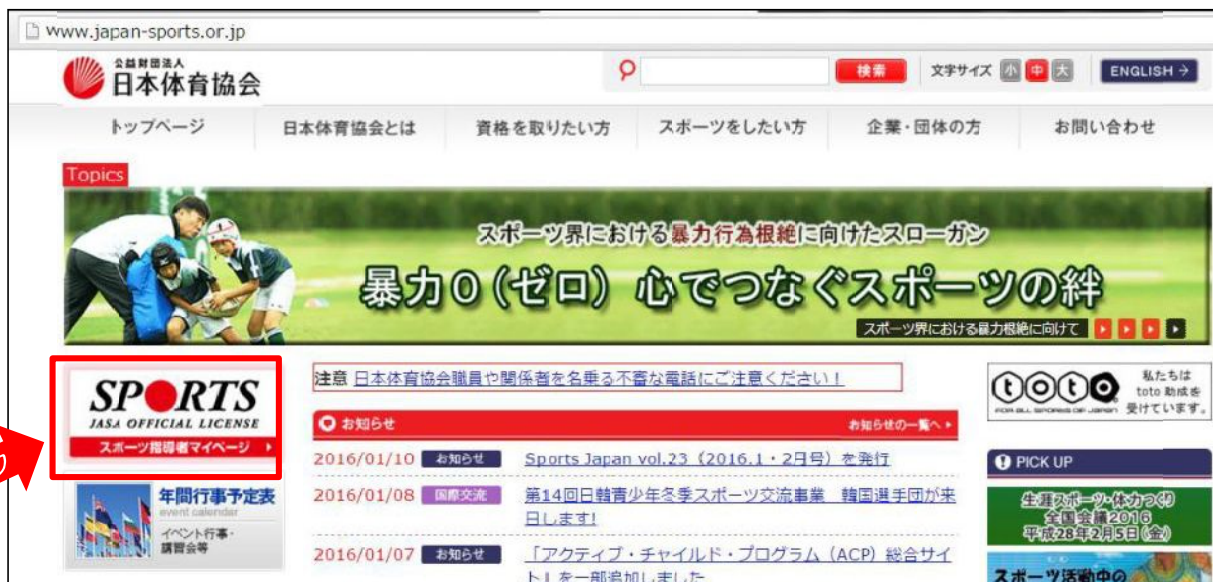 www.japan-sports.or.jp
公益財団法人
日本体育協会
検索
文字サイズ 小 中 大
ENGLISH →
トップページ
日本体育協会とは
資格を取りたい方
スポーツをしたい方
企業・団体の方
お問い合わせ
Topics
スポーツ界における暴力行為根絶に向けたスローガン
暴力0(ゼロ) 心でつなぐスポーツの絆
スポーツ界における暴力根絶に向けて
SPORTS
JASA OFFICIAL LICENSE
スポーツ指導者マイページ
年間行事予定表
event calendar
イベント行事・
講習会等
注意 日本体育協会職員や関係者を名乗る不審な電話にご注意ください!
お知らせ
お知らせの一覧へ
2016/01/10 お知らせ Sports Japan vol.23(2016.1・2月号)を発行
2016/01/08 国際交流 第14回日韓青少年冬季スポーツ交流事業 韓国選手団が来
日します!
2016/01/07 お知らせ 「アクティブ・チャイルド・プログラム(ACP)総合サイ
ト」を一部追加しました
toto
FOR ALL SPORTS OF JAPAN
私たちは
toto 助成を
受けています。
PICK UP
生涯スポーツ・体力つくり
全国会議2016
平成28年2月5日(金)
スポーツ活動中の